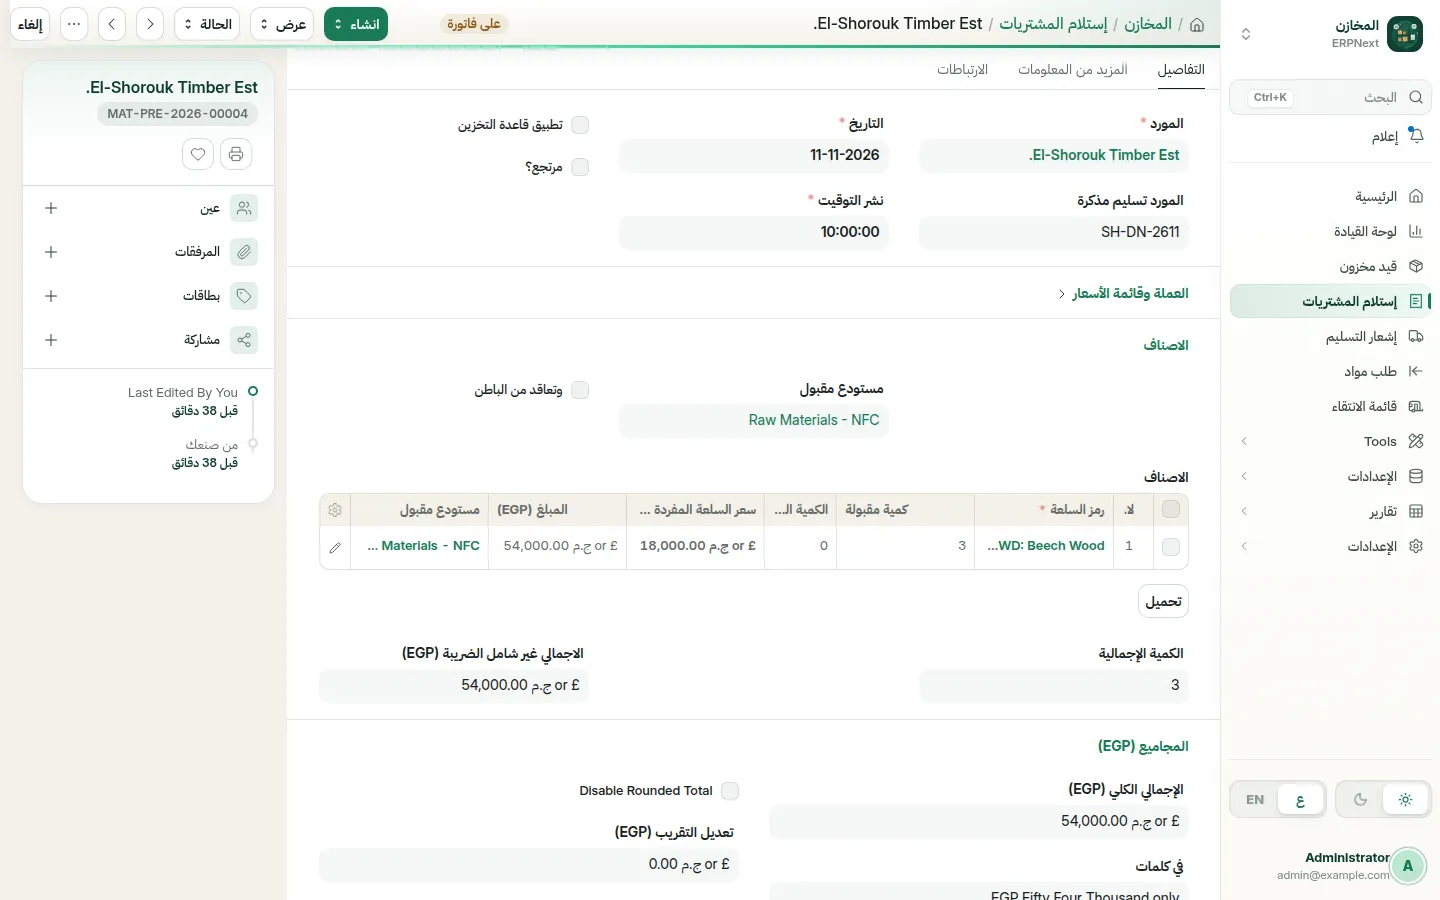 المخازن
ERPNext
البحث
Ctrl+K
إعلام
الرئيسية
لوحة القيادة
قيد مخزون
إستلام المشتريات
إشعار التسليم
طلب مواد
قائمة الانتقاء
Tools
الإعدادات
تقارير
الإعدادات
EN
ع
Administrator
admin@example.com
A
المخازن / إستلام المشتريات / El-Shorouk Timber Est.
على فاتورة
انشاء
عرض
الحالة
...
إلغاء
التفاصيل
المزيد من المعلومات
الارتباطات
المورد *
El-Shorouk Timber Est.
التاريخ *
11-11-2026
تطبيق قاعدة التخزين
مرتجع؟
المورد تسليم مذكرة
SH-DN-2611
نشر التوقيت *
10:00:00
العملة وقائمة الأسعار
الاصناف
مستودع مقبول
Raw Materials - NFC
وتعاقد من الباطن
الاصناف
لا.
رمز السلعة *
كمية مقبولة
الكمية الـ...
سعر السلعة المفردة ...
المبلغ (EGP)
مستودع مقبول
1
WD: Beech Wood...
3
0
£ or ج.م 18,000.00
£ or ج.م 54,000.00
Materials - NFC ...
تحميل
الكمية الإجمالية
3
الاجمالي غير شامل الضريبة (EGP)
£ or ج.م 54,000.00
المجاميع (EGP)
الإجمالي الكلي (EGP)
£ or ج.م 54,000.00
Disable Rounded Total
تعديل التقريب (EGP)
£ or ج.م 0.00
في كلمات
EGP Fifty Four Thousand only.
El-Shorouk Timber Est.
MAT-PRE-2026-00004
عين
المرفقات
بطاقات
مشاركة
Last Edited By You
قبل 38 دقائق
من صنعك
قبل 38 دقائق